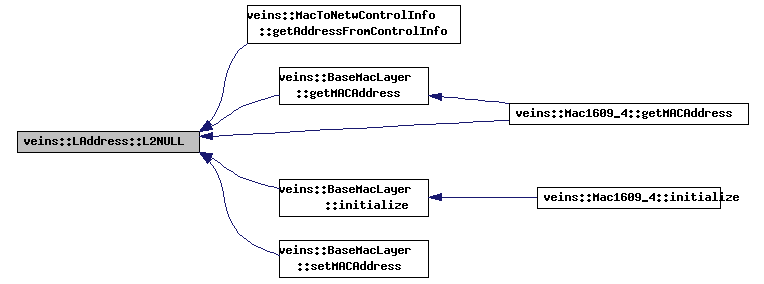 veins::MacToNetwControlInfo
::getAddressFromControlInfo
veins::BaseMacLayer
::getMACAddress
veins::Mac1609_4::getMACAddress
veins::LAddress::L2NULL
veins::BaseMacLayer
::initialize
veins::Mac1609_4::initialize
veins::BaseMacLayer
::setMACAddress